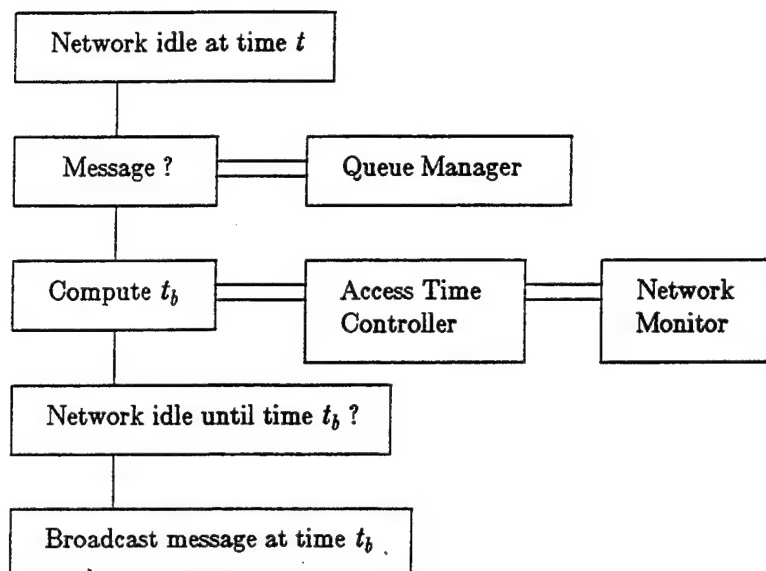 Network idle at time t
Message ?
Queue Manager
Compute t_b
Access Time
Controller
Network
Monitor
Network idle until time t_b ?
Broadcast message at time t_b